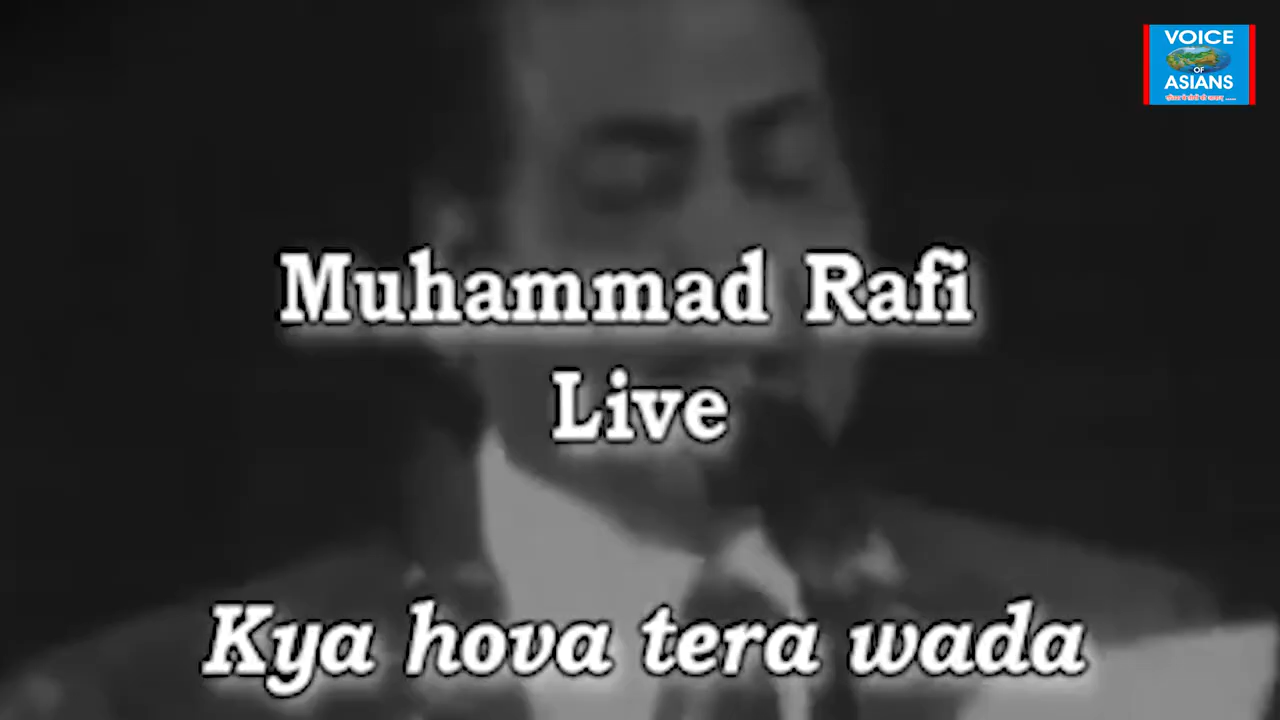 VOICE
OF
ASIANS
Muhammad Rafi
Live
Kya hova tera wada